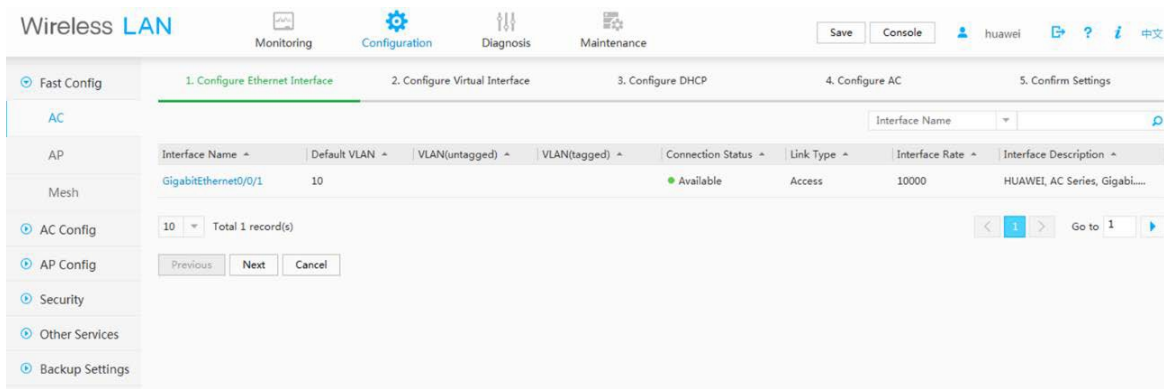 Wireless LAN
Monitoring
Configuration
Diagnosis
Maintenance
Save
Console
huawei
?
i
中文
Fast Config
AC
AP
Mesh
AC Config
AP Config
Security
Other Services
Backup Settings
1. Configure Ethernet Interface 2. Configure Virtual Interface 3. Configure DHCP 4. Configure AC 5. Confirm Settings
Interface Name
Interface Name Default VLAN VLAN(untagged) VLAN(tagged) Connection Status Link Type Interface Rate Interface Description
GigabitEthernet0/0/1 10 Available Access 10000 HUAWEI, AC Series, Gigabi.....
10 Total 1 record(s) < 1 > Go to 1
Previous Next Cancel